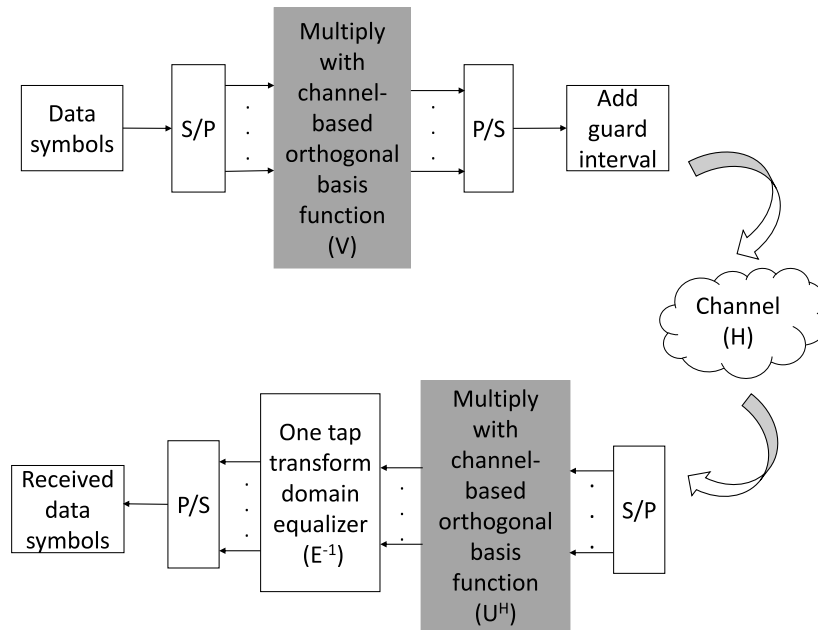 Data
symbols
S/P
Multiply
with
channel-
based
orthogonal
basis
function
(V)
P/S
Add
guard
interval
Channel
(H)
Received
data
symbols
P/S
One tap
transform
domain
equalizer
(E⁻¹)
Multiply
with
channel-
based
orthogonal
basis
function
(Uᴴ)
S/P